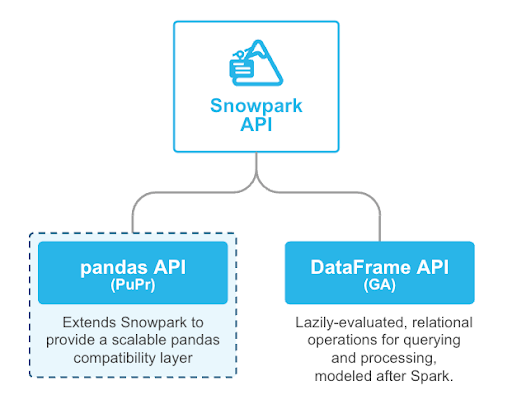 Snowpark
API
pandas API
(PuPr)
Extends Snowpark to
provide a scalable pandas
compatibility layer
DataFrame API
(GA)
Lazily-evaluated, relational
operations for querying
and processing,
modeled after Spark.